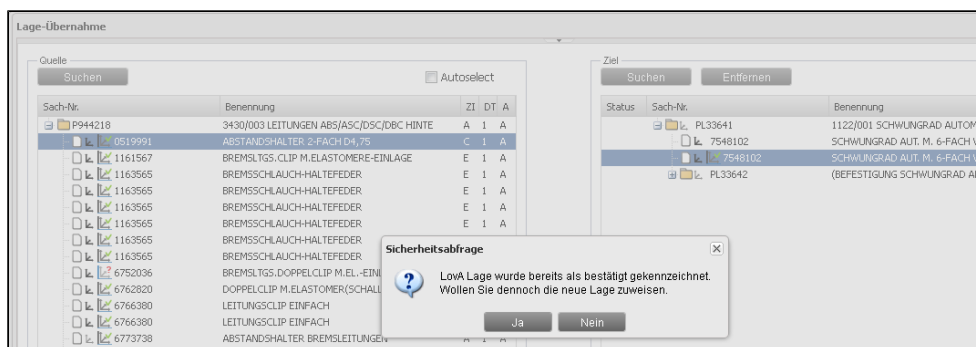 Lage-Übernahme
Quelle
Suchen
Autoselect
Sach-Nr. Benennung ZI DT A
P944218 3430/003 LEITUNGEN ABS/ASC/DSC/DBC HINTE A 1 A
0519991 ABSTANDSHALTER 2-FACH D4,75 C 1 A
1161567 BREMSLTGS.CLIP M.ELASTOMERE-EINLAGE E 1 A
1163565 BREMSSCHLAUCH-HALTEFEDER E 1 A
1163565 BREMSSCHLAUCH-HALTEFEDER E 1 A
1163565 BREMSSCHLAUCH-HALTEFEDER E 1 A
1163565 BREMSSCHLAUCH-HALTEFEDER E 1 A
1163565 BREMSSCHLAUCH-HALTEFEDER
1163565 BREMSSCHLAUCH-HALTEFEDER
6752036 BREMSLTGS.DOPPELCLIP M.EL.-EINL
6762820 DOPPELCLIP M.ELASTOMER(SCHALL
6766380 LEITUNGSCLIP EINFACH
6766380 LEITUNGSCLIP EINFACH
6773738 ABSTANDSHALTER BREMSLEITUNGEN A 1 A
Ziel
Suchen Entfernen
Status Sach-Nr. Benennung
PL33641 1122/001 SCHWUNGRAD AUTOM
7548102 SCHWUNGRAD AUT. M. 6-FACH V
7548102 SCHWUNGRAD AUT. M. 6-FACH V
PL33642 (BEFESTIGUNG SCHWUNGRAD A
Sicherheitsabfrage
LovA Lage wurde bereits als bestätigt gekennzeichnet.
Wollen Sie dennoch die neue Lage zuweisen.
Ja Nein